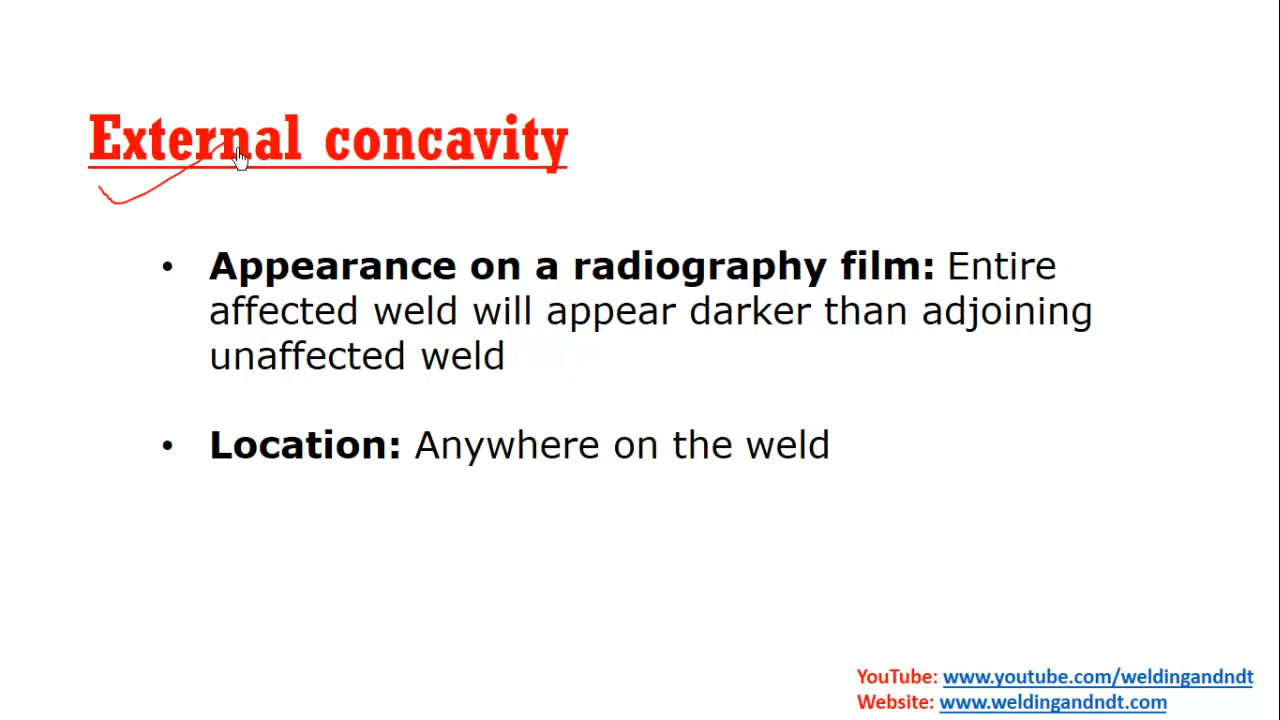 External concavity
• Appearance on a radiography film: Entire
affected weld will appear darker than adjoining
unaffected weld
• Location: Anywhere on the weld
YouTube: www.youtube.com/weldingandndt
Website: www.weldingandndt.com